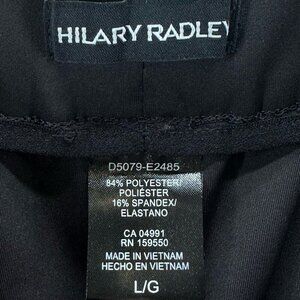 HILARY RADLEY
D5079-E2485
84% POLYESTER/
POLIÉSTER
16% SPANDEX/
ELASTANO
CA 04991
RN 159550
MADE IN VIETNAM
HECHO EN VIETNAM
L/G